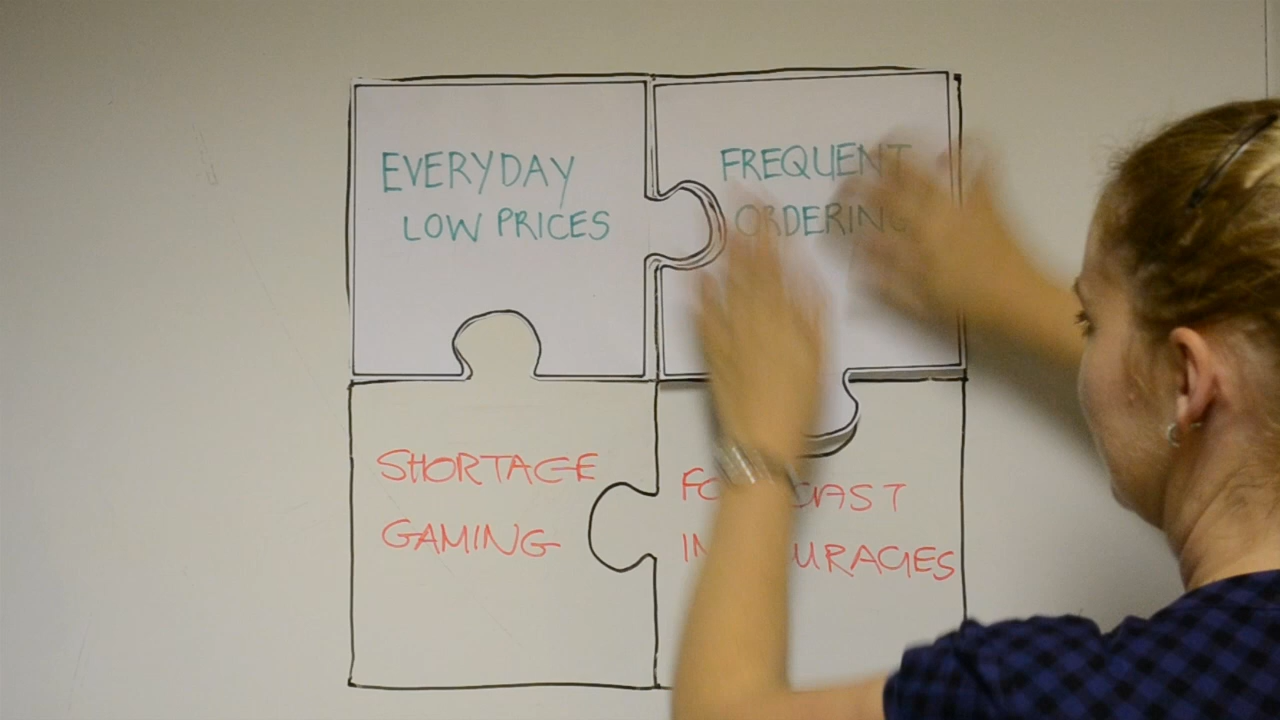 EVERYDAY
LOW PRICES
FREQUENT
ORDERING
SHORTAGE
GAMING